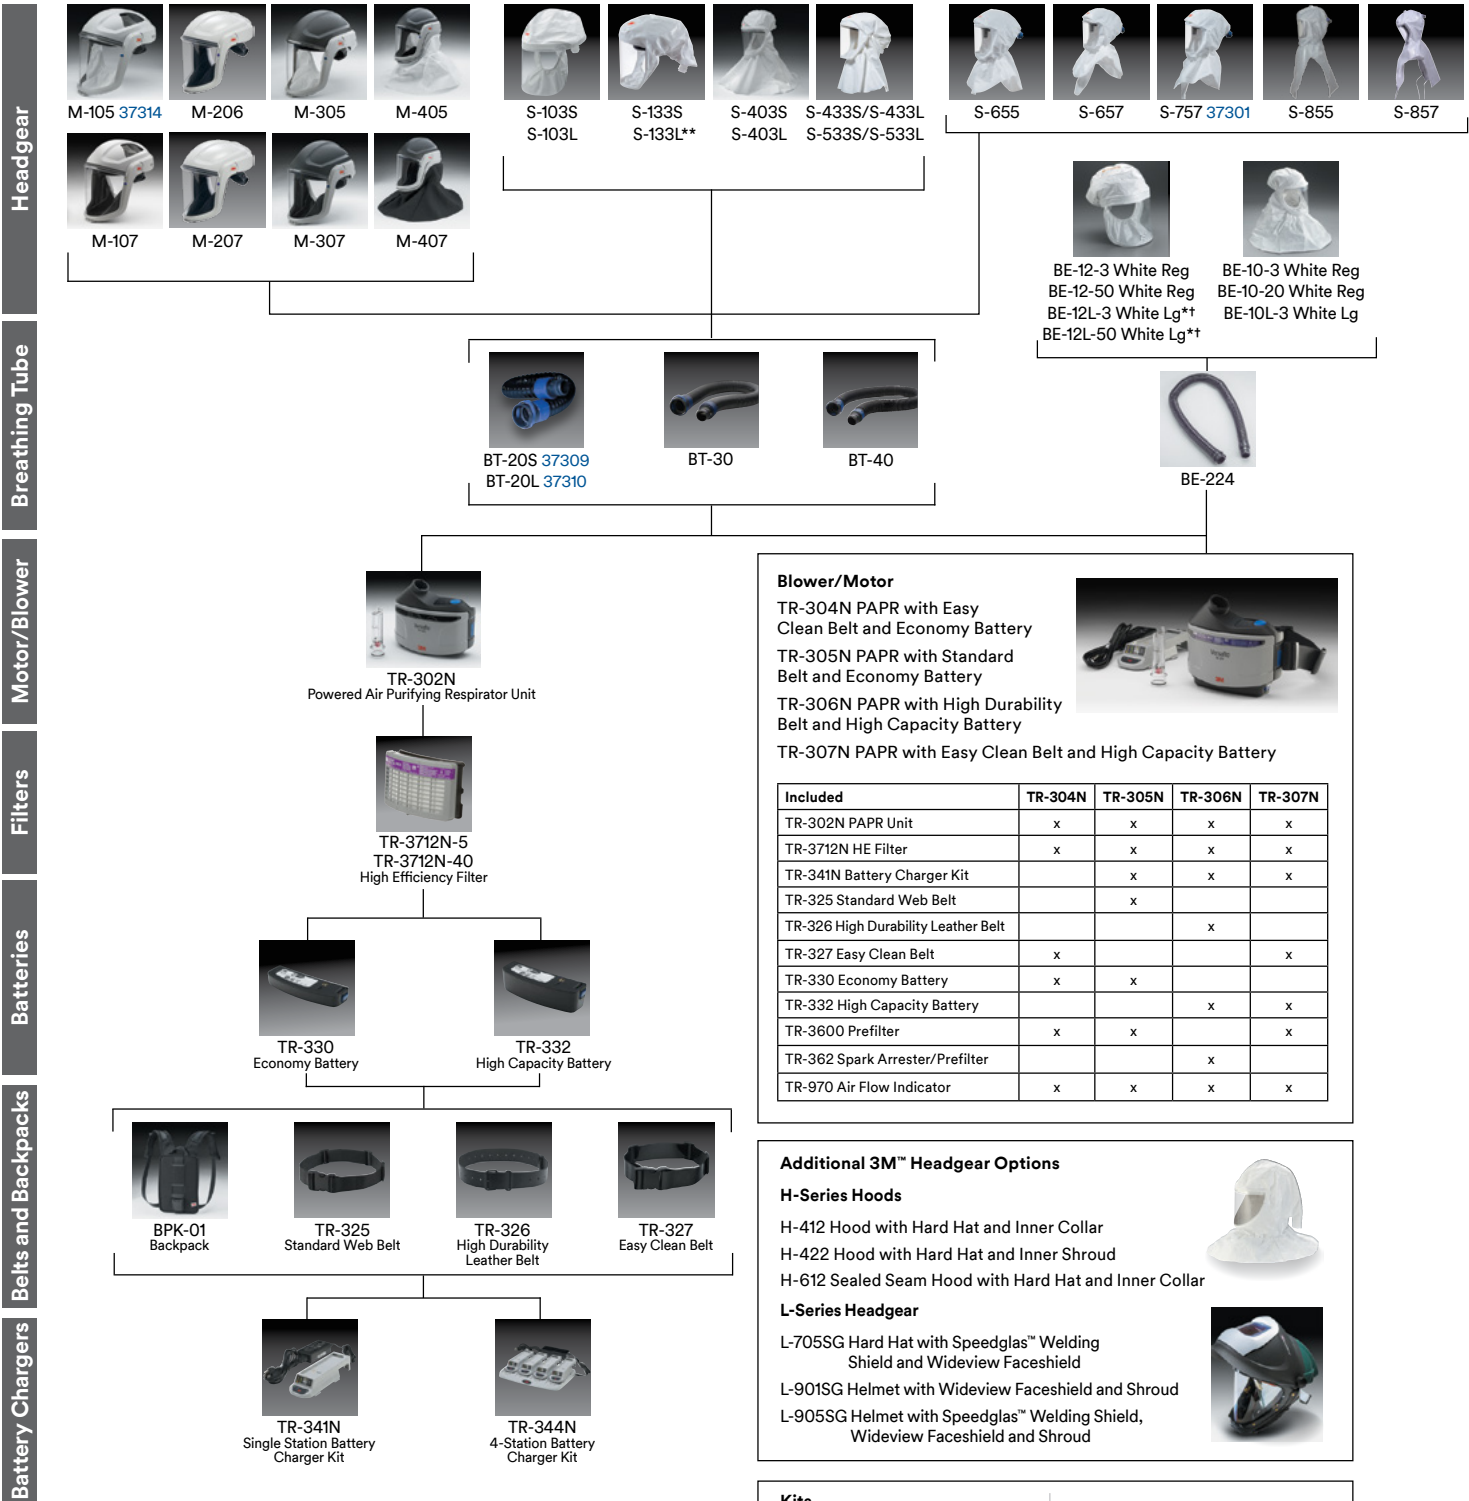 Headgear
M-105 37314
M-206
M-305
M-405
M-107
M-207
M-307
M-407
S-103S
S-103L
S-133S
S-133L**
S-403S
S-403L
S-433S/S-433L
S-533S/S-533L
S-655
S-657
S-757 37301
S-855
S-857
BE-12-3 White Reg
BE-12-50 White Reg
BE-12L-3 White Lg*†
BE-12L-50 White Lg*†
BE-10-3 White Reg
BE-10-20 White Reg
BE-10L-3 White Lg
Breathing Tube
BT-20S 37309
BT-20L 37310
BT-30
BT-40
BE-224
Motor/Blower
TR-302N
Powered Air Purifying Respirator Unit
Filters
TR-3712N-5
TR-3712N-40
High Efficiency Filter
Batteries
TR-330
Economy Battery
TR-332
High Capacity Battery
Belts and Backpacks
BPK-01
Backpack
TR-325
Standard Web Belt
TR-326
High Durability
Leather Belt
TR-327
Easy Clean Belt
Battery Chargers
TR-341N
Single Station Battery
Charger Kit
TR-344N
4-Station Battery
Charger Kit
Blower/Motor
TR-304N PAPR with Easy
Clean Belt and Economy Battery
TR-305N PAPR with Standard
Belt and Economy Battery
TR-306N PAPR with High Durability
Belt and High Capacity Battery
TR-307N PAPR with Easy Clean Belt and High Capacity Battery
Included TR-304N TR-305N TR-306N TR-307N
TR-302N PAPR Unit x x x x
TR-3712N HE Filter x x x x
TR-341N Battery Charger Kit x x x
TR-325 Standard Web Belt x
TR-326 High Durability Leather Belt x
TR-327 Easy Clean Belt x x
TR-330 Economy Battery x x
TR-332 High Capacity Battery x x
TR-3600 Prefilter x x x
TR-362 Spark Arrester/Prefilter x
TR-970 Air Flow Indicator x x x x
Additional 3M™ Headgear Options
H-Series Hoods
H-412 Hood with Hard Hat and Inner Collar
H-422 Hood with Hard Hat and Inner Shroud
H-612 Sealed Seam Hood with Hard Hat and Inner Collar
L-Series Headgear
L-705SG Hard Hat with Speedglas™ Welding
Shield and Wideview Faceshield
L-901SG Helmet with Wideview Faceshield and Shroud
L-905SG Helmet with Speedglas™ Welding Shield,
Wideview Faceshield and Shroud
Kits